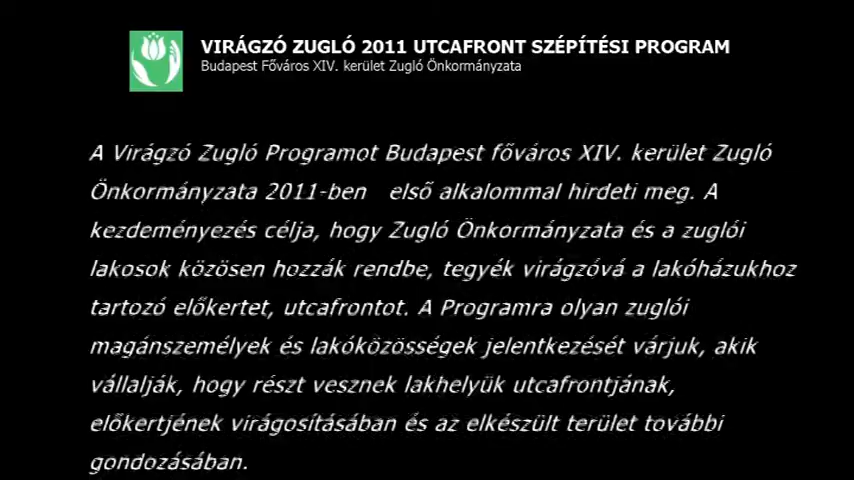 VIRÁGZÓ ZUGLÓ 2011 UTCAFRONT SZÉPÍTÉSI PROGRAM
Budapest Főváros XIV. kerület Zugló Önkormányzata
A Virágzó Zugló Programot Budapest főváros XIV. kerület Zugló
Önkormányzata 2011-ben első alkalommal hirdeti meg. A
kezdeményezés célja, hogy Zugló Önkormányzata és a zuglói
lakosok közösen hozzák rendbe, tegyék virágzóvá a lakóházukhoz
tartozó előkertet, utcafrontot. A Programra olyan zuglói
magánszemélyek és lakóközösségek jelentkezését várjuk, akik
vállalják, hogy részt vesznek lakhelyük utcafrontjának,
előkertjének virágosításában és az elkészült terület további
gondozásában.